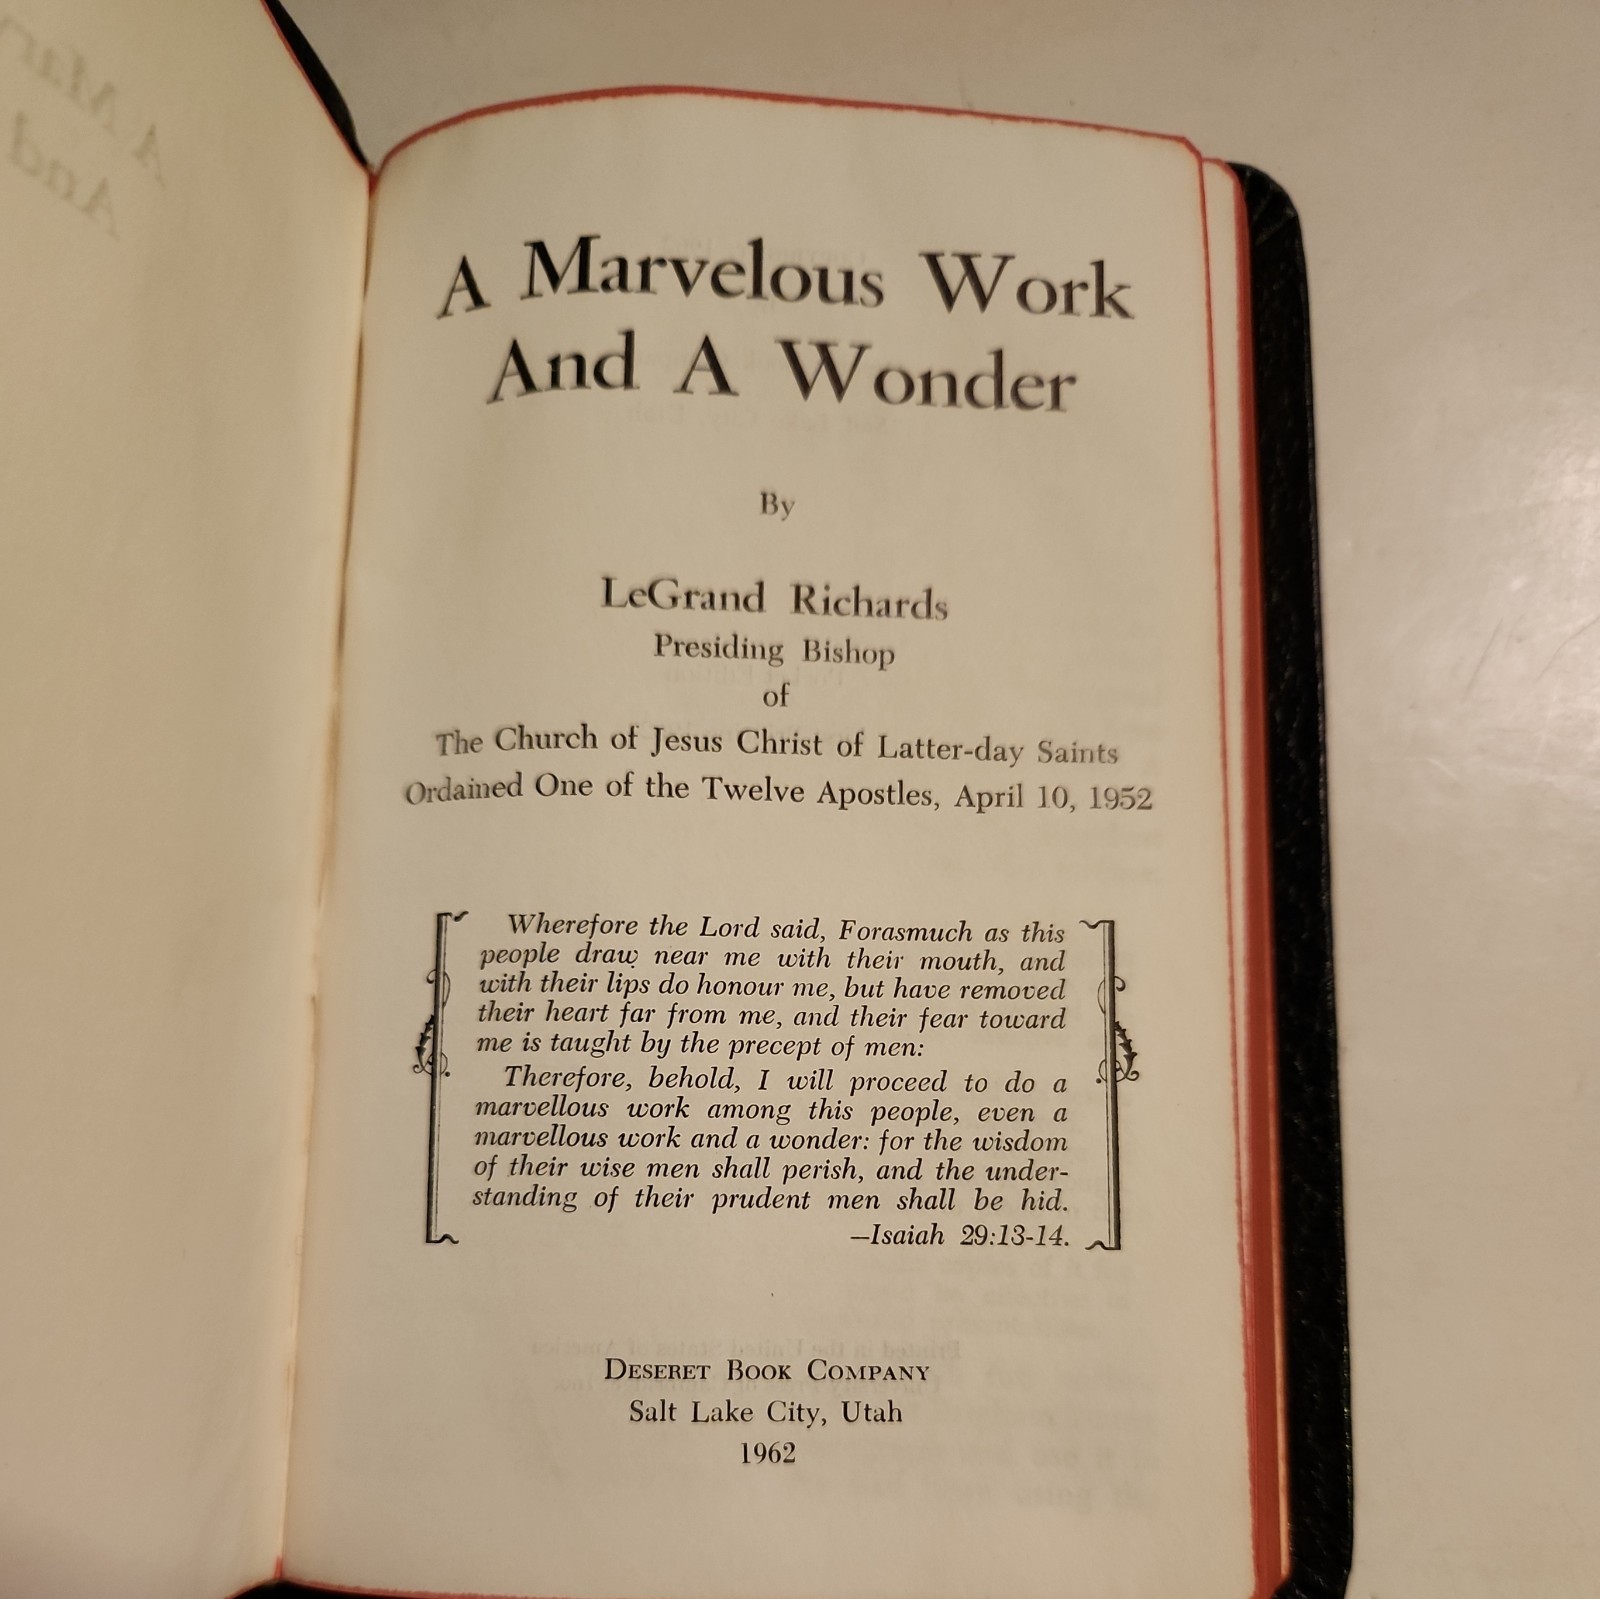 A Marvelous Work
And A Wonder
By
LeGrand Richards
Presiding Bishop
of
The Church of Jesus Christ of Latter-day Saints
Ordained One of the Twelve Apostles, April 10, 1952
Wherefore the Lord said, Forasmuch as this
people draw near me with their mouth, and
with their lips do honour me, but have removed
their heart far from me, and their fear toward
me is taught by the precept of men:
Therefore, behold, I will proceed to do a
marvellous work among this people, even a
marvellous work and a wonder: for the wisdom
of their wise men shall perish, and the under-
standing of their prudent men shall be hid.
—Isaiah 29:13-14.
DESERET BOOK COMPANY
Salt Lake City, Utah
1962